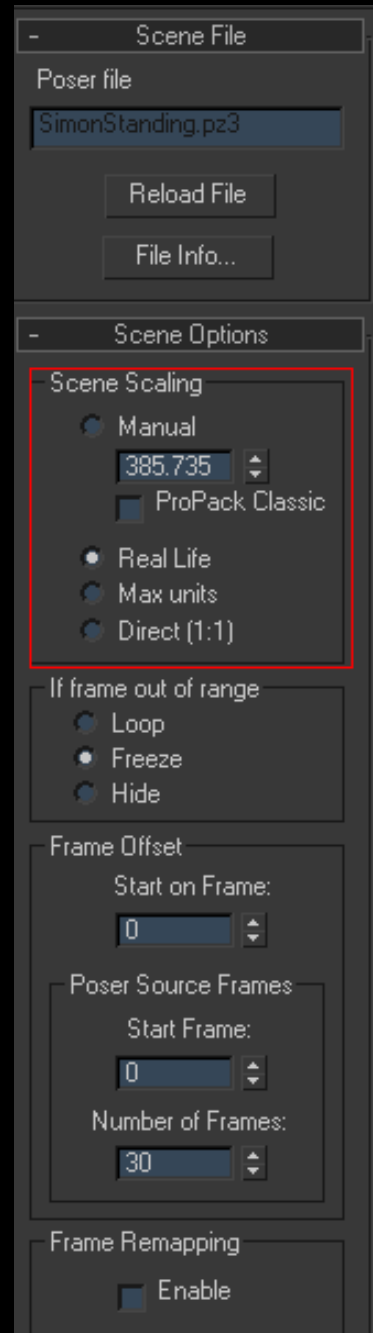 - Scene File
Poser file
SimonStanding.pz3
Reload File
File Info...
- Scene Options
Scene Scaling
Manual
385.735
ProPack Classic
Real Life
Max units
Direct (1:1)
If frame out of range
Loop
Freeze
Hide
Frame Offset
Start on Frame:
0
Poser Source Frames
Start Frame:
0
Number of Frames:
30
Frame Remapping
Enable